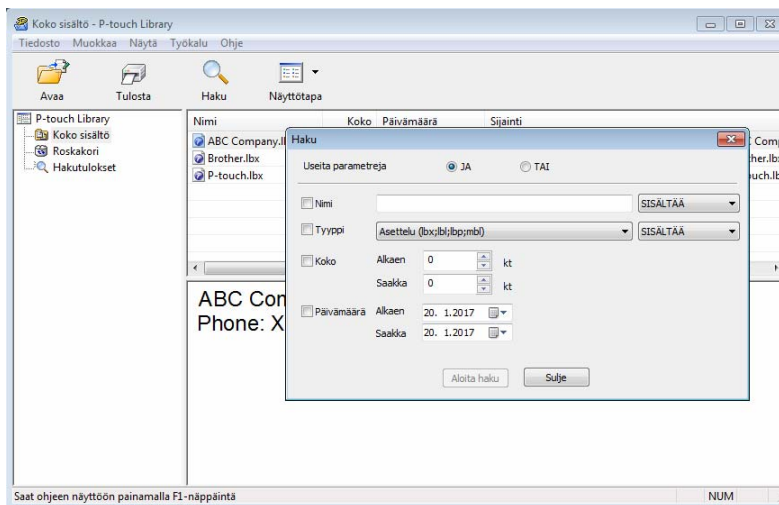 Koko sisältö - P-touch Library
Tiedosto Muokkaa Näytä Työkalu Ohje
Avaa Tulosta Haku Näyttötapa
P-touch Library
Koko sisältö
Roskakori
Hakutulokset
Nimi Koko Päivämäärä Sijainti
ABC Company.
Brother.lbx
P-touch.lbx
Haku
Useita parametreja JA TAI
Nimi SISÄLTÄÄ
Tyyppi Asettelu (lbx;lbl;lbp;mbl) SISÄLTÄÄ
Koko Alkaen 0 kt
Saakka 0 kt
Päivämäärä Alkaen 20. 1.2017
Saakka 20. 1.2017
Aloita haku Sulje
ABC Com
Phone: X
Saat ohjeen näyttöön painamalla F1-näppäintä NUM